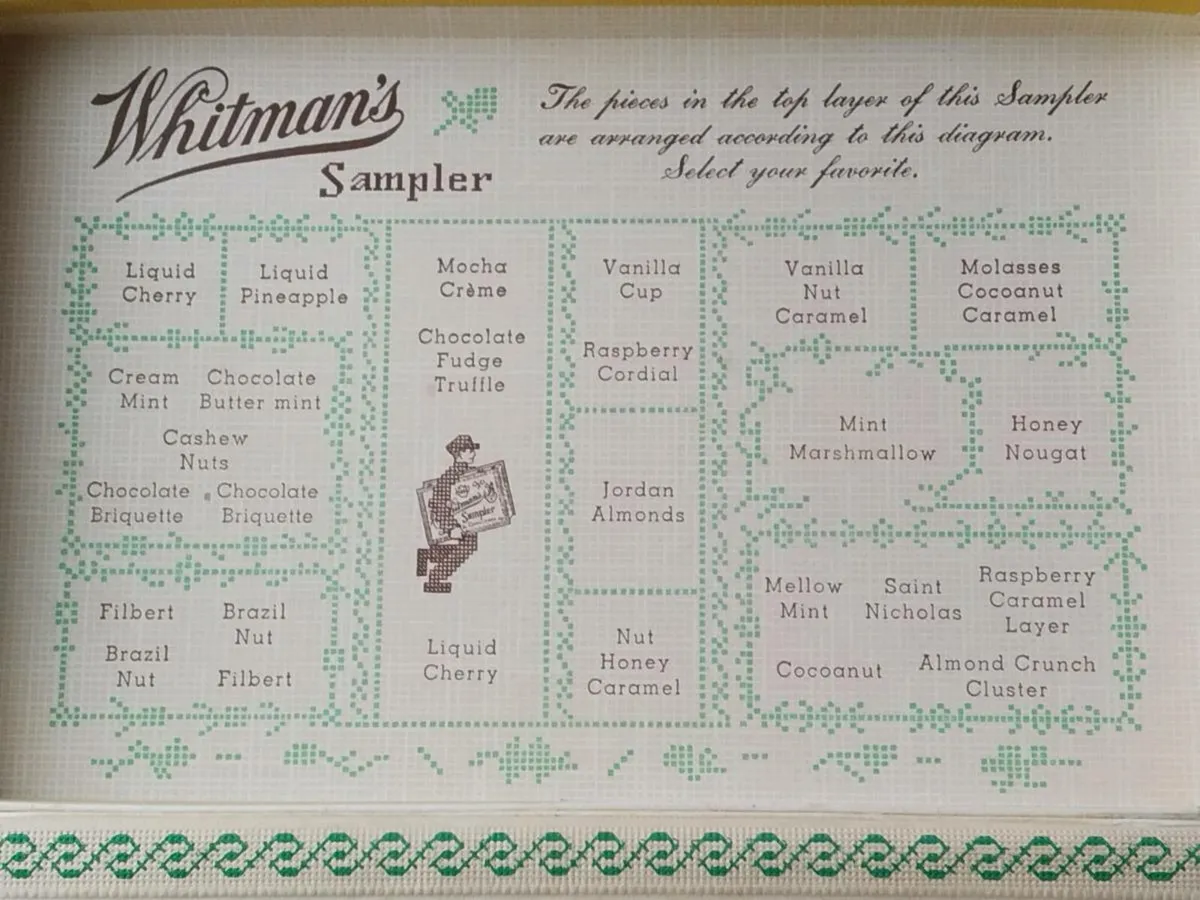 Whitman's
Sampler
The pieces in the top layer of this Sampler
are arranged according to this diagram.
Select your favorite.
Liquid
Cherry
Liquid
Pineapple
Cream
Mint
Chocolate
Butter mint
Cashew
Nuts
Chocolate
Briquette
Chocolate
Briquette
Filbert
Brazil
Nut
Brazil
Nut
Filbert
Mocha
Crème
Chocolate
Fudge
Truffle
Sampler
Liquid
Cherry
Vanilla
Cup
Raspberry
Cordial
Jordan
Almonds
Nut
Honey
Caramel
Vanilla
Nut
Caramel
Molasses
Cocoanut
Caramel
Mint
Marshmallow
Honey
Nougat
Mellow
Mint
Saint
Nicholas
Raspberry
Caramel
Layer
Cocoanut
Almond Crunch
Cluster